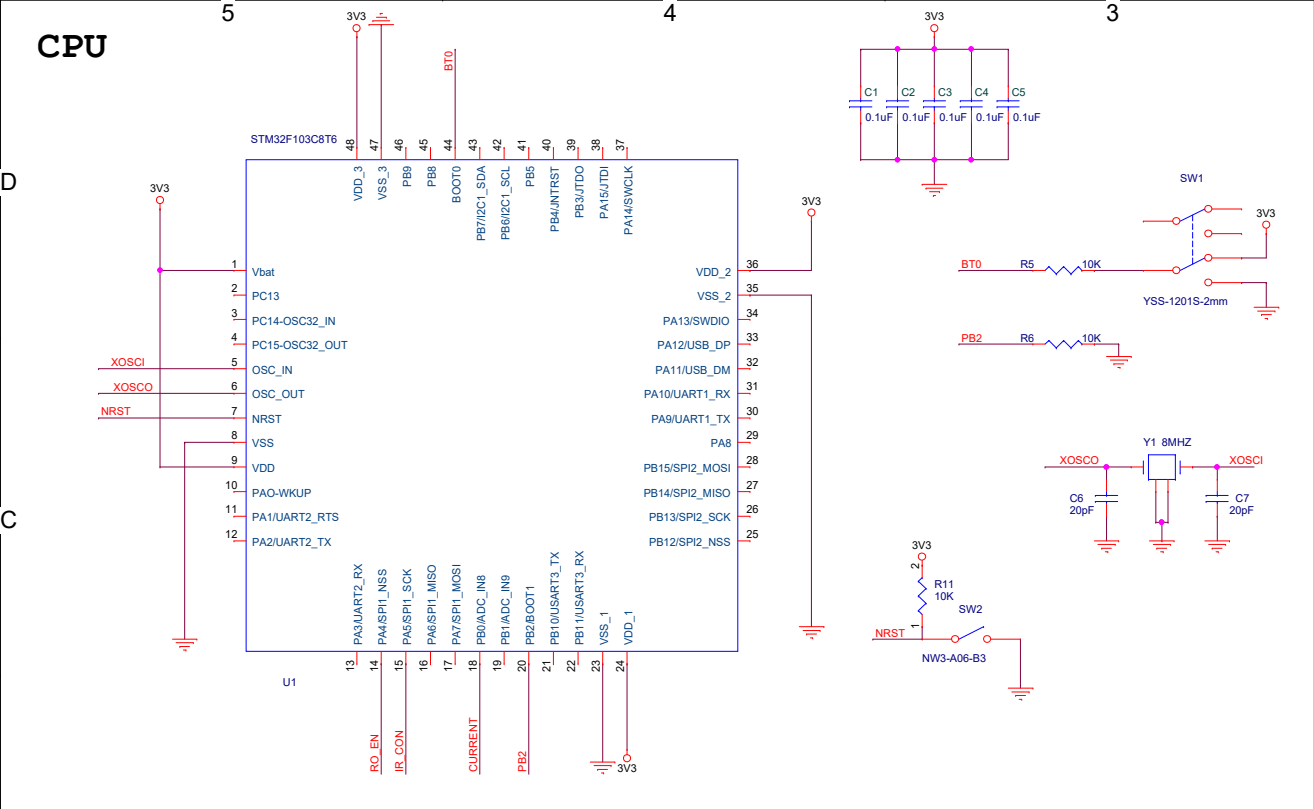 5
4
3
CPU
D
C
3V3
BT0
STM32F103C8T6
48
47
46
45
44
43
42
41
40
39
38
37
VDD_3
VSS_3
PB9
PB8
BOOT0
PB7/I2C1_SDA
PB6/I2C1_SCL
PB5
PB4/JNTRST
PB3/JTDO
PA15/JTDI
PA14/SWCLK
3V3
1 Vbat
2 PC13
3 PC14-OSC32_IN
4 PC15-OSC32_OUT
XOSCI 5 OSC_IN
XOSCO 6 OSC_OUT
NRST 7 NRST
8 VSS
9 VDD
10 PAO-WKUP
11 PA1/UART2_RTS
12 PA2/UART2_TX
3V3
VDD_2 36
VSS_2 35
PA13/SWDIO 34
PA12/USB_DP 33
PA11/USB_DM 32
PA10/UART1_RX 31
PA9/UART1_TX 30
PA8 29
PB15/SPI2_MOSI 28
PB14/SPI2_MISO 27
PB13/SPI2_SCK 26
PB12/SPI2_NSS 25
PA3/UART2_RX
PA4/SPI1_NSS
PA5/SPI1_SCK
PA6/SPI1_MISO
PA7/SPI1_MOSI
PB0/ADC_IN8
PB1/ADC_IN9
PB2/BOOT1
PB10/USART3_TX
PB11/USART3_RX
VSS_1
VDD_1
13
14
15
16
17
18
19
20
21
22
23
24
U1
RO_EN
IR_CON
CURRENT
PB2
3V3
3V3
C1 C2 C3 C4 C5
0.1uF 0.1uF 0.1uF 0.1uF 0.1uF
SW1
3V3
BT0 R5 10K
YSS-1201S-2mm
PB2 R6 10K
Y1 8MHZ
XOSCO XOSCI
C6
20pF
C7
20pF
3V3
2
R11
10K
1
SW2
NRST
NW3-A06-B3